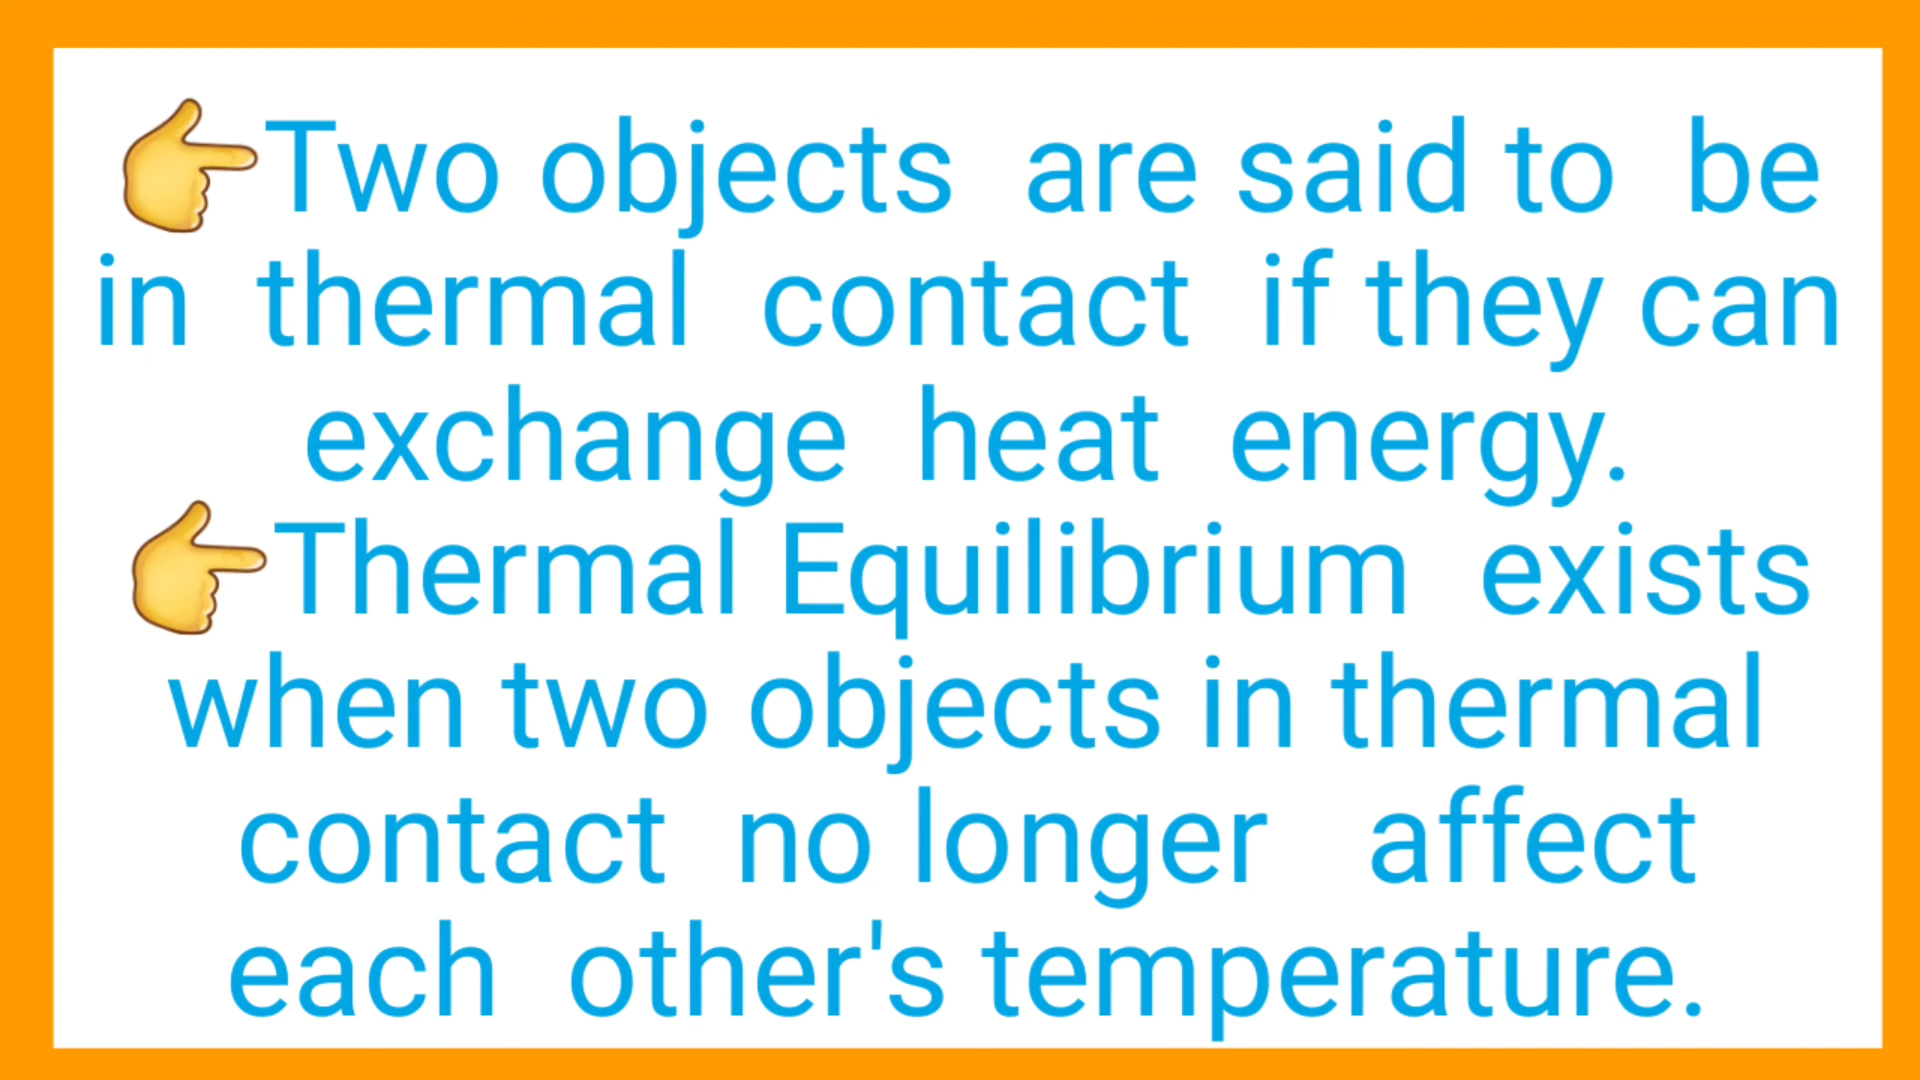 👉Two objects are said to be
in thermal contact if they can
exchange heat energy.
👉Thermal Equilibrium exists
when two objects in thermal
contact no longer affect
each other's temperature.